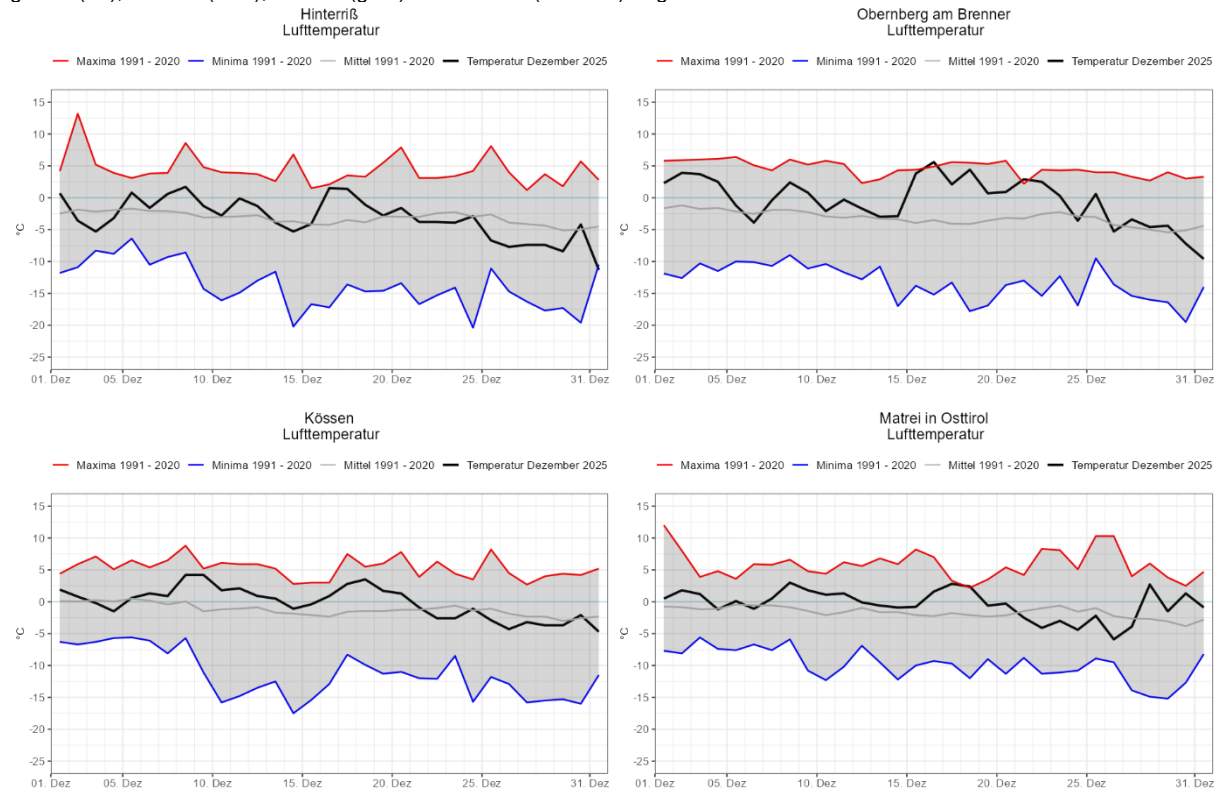 Hinterriß
Lufttemperatur
Maxima 1991 - 2020 Minima 1991 - 2020 Mittel 1991 - 2020 Temperatur Dezember 2025
15
10
5
0
-5
-10
-15
-20
-25
°C
01. Dez 05. Dez 10. Dez 15. Dez 20. Dez 25. Dez 31. Dez
Obernberg am Brenner
Lufttemperatur
Maxima 1991 - 2020 Minima 1991 - 2020 Mittel 1991 - 2020 Temperatur Dezember 2025
15
10
5
0
-5
-10
-15
-20
-25
°C
01. Dez 05. Dez 10. Dez 15. Dez 20. Dez 25. Dez 31. Dez
Kössen
Lufttemperatur
Maxima 1991 - 2020 Minima 1991 - 2020 Mittel 1991 - 2020 Temperatur Dezember 2025
15
10
5
0
-5
-10
-15
-20
-25
°C
01. Dez 05. Dez 10. Dez 15. Dez 20. Dez 25. Dez 31. Dez
Matrei in Osttirol
Lufttemperatur
Maxima 1991 - 2020 Minima 1991 - 2020 Mittel 1991 - 2020 Temperatur Dezember 2025
15
10
5
0
-5
-10
-15
-20
-25
°C
01. Dez 05. Dez 10. Dez 15. Dez 20. Dez 25. Dez 31. Dez